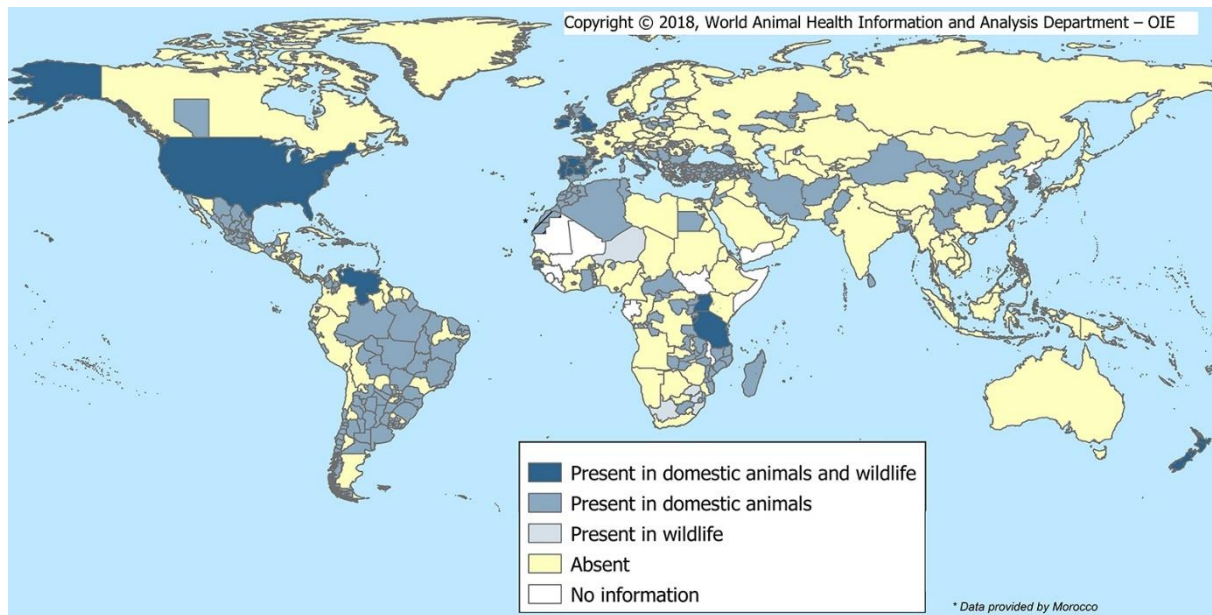 Copyright © 2018, World Animal Health Information and Analysis Department – OIE
*
Present in domestic animals and wildlife
Present in domestic animals
Present in wildlife
Absent
No information
* Data provided by Morocco